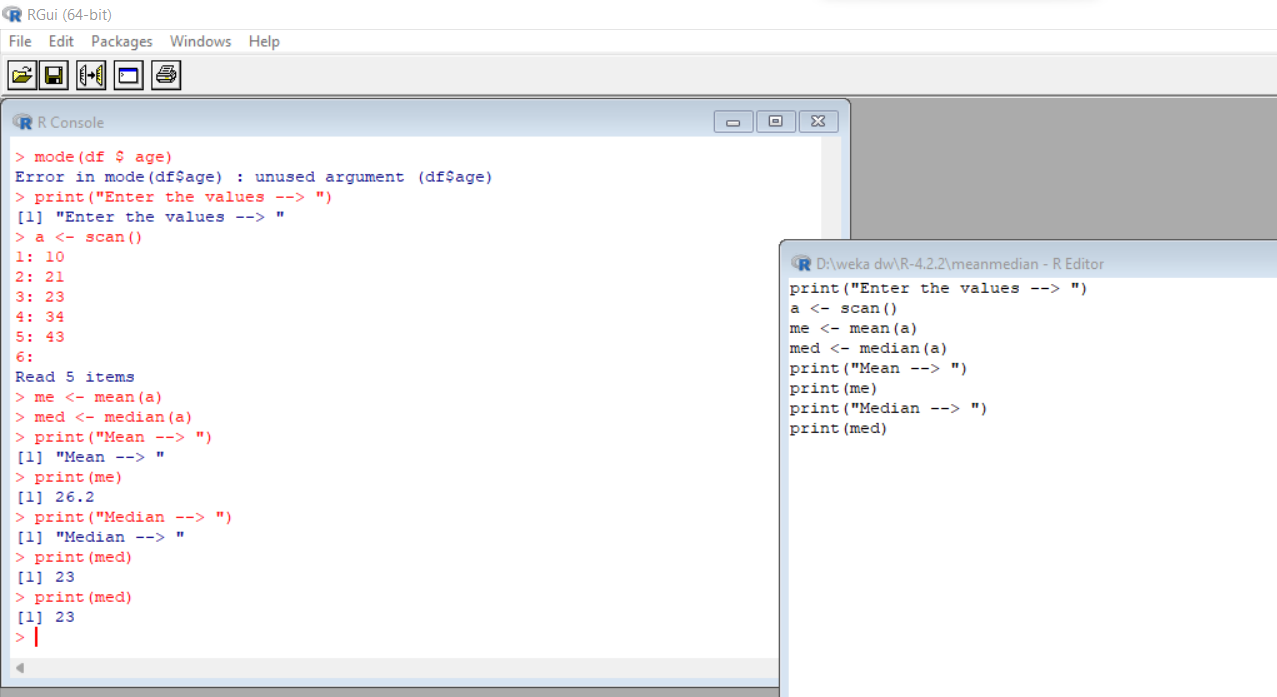 RGui (64-bit)
File Edit Packages Windows Help
R Console
> mode(df $ age)
Error in mode(df$age) : unused argument (df$age)
> print("Enter the values --> ")
[1] "Enter the values --> "
> a <- scan()
1: 10
2: 21
3: 23
4: 34
5: 43
6:
Read 5 items
> me <- mean(a)
> med <- median(a)
> print("Mean --> ")
[1] "Mean --> "
> print(me)
[1] 26.2
> print("Median --> ")
[1] "Median --> "
> print(med)
[1] 23
> print(med)
[1] 23
>
D:\weka dw\R-4.2.2\meanmedian - R Editor
print("Enter the values --> ")
a <- scan()
me <- mean(a)
med <- median(a)
print("Mean --> ")
print(me)
print("Median --> ")
print(med)